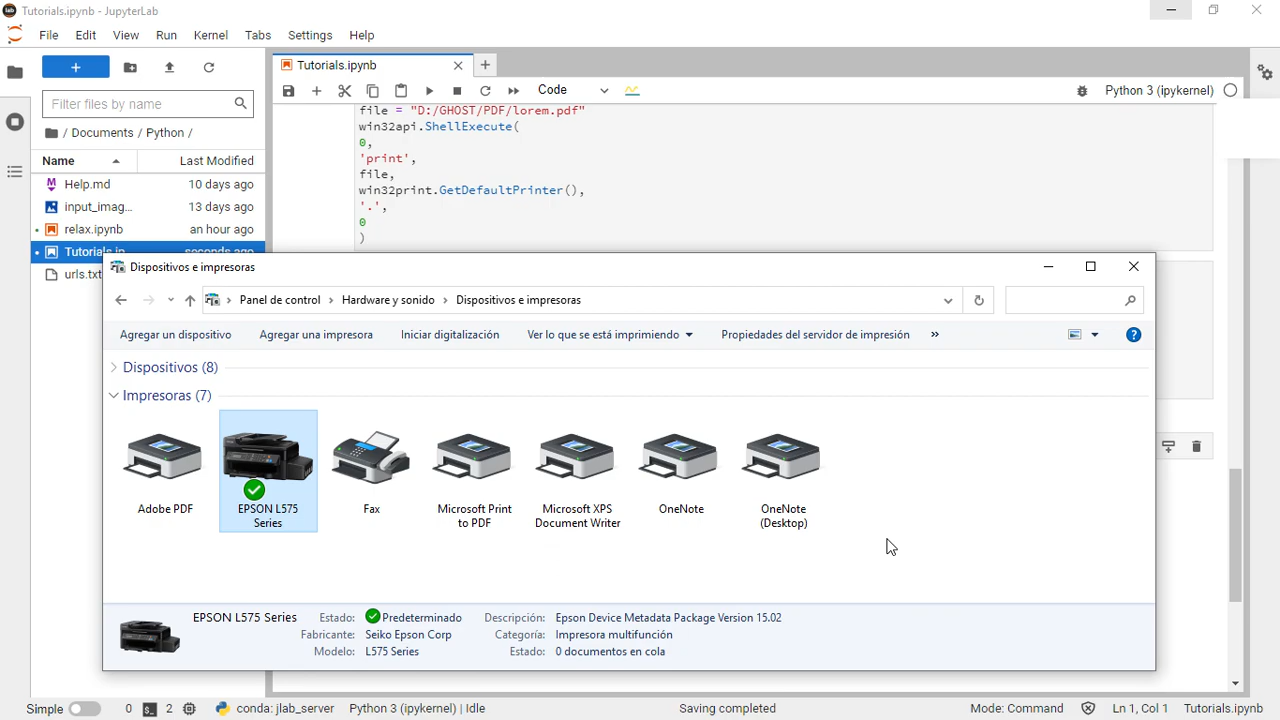 Tutorials.ipynb - JupyterLab
File Edit View Run Kernel Tabs Settings Help
Tutorials.ipynb
Filter files by name
Code
Python 3 (ipykernel)
/ Documents / Python /
Name Last Modified
Help.md 10 days ago
input_imag... 13 days ago
relax.ipynb an hour ago
Tutorials.ip... seconds ago
urls.txt
file = "D:/GHOST/PDF/lorem.pdf"
win32api.ShellExecute(
0,
'print',
file,
win32print.GetDefaultPrinter(),
'.',
0
)
Dispositivos e impresoras
Panel de control Hardware y sonido Dispositivos e impresoras
Agregar un dispositivo Agregar una impresora Iniciar digitalización Ver lo que se está imprimiendo Propiedades del servidor de impresión »
Dispositivos (8)
Impresoras (7)
Adobe PDF
EPSON L575
Series
Fax
Microsoft Print
to PDF
Microsoft XPS
Document Writer
OneNote
OneNote
(Desktop)
EPSON L575 Series
Estado: Predeterminado
Fabricante: Seiko Epson Corp
Modelo: L575 Series
Descripción: Epson Device Metadata Package Version 15.02
Categoría: Impresora multifunción
Estado: 0 documentos en cola
Simple 0 2 conda: jlab_server Python 3 (ipykernel) | Idle Saving completed Mode: Command Ln 1, Col 1 Tutorials.ipynb